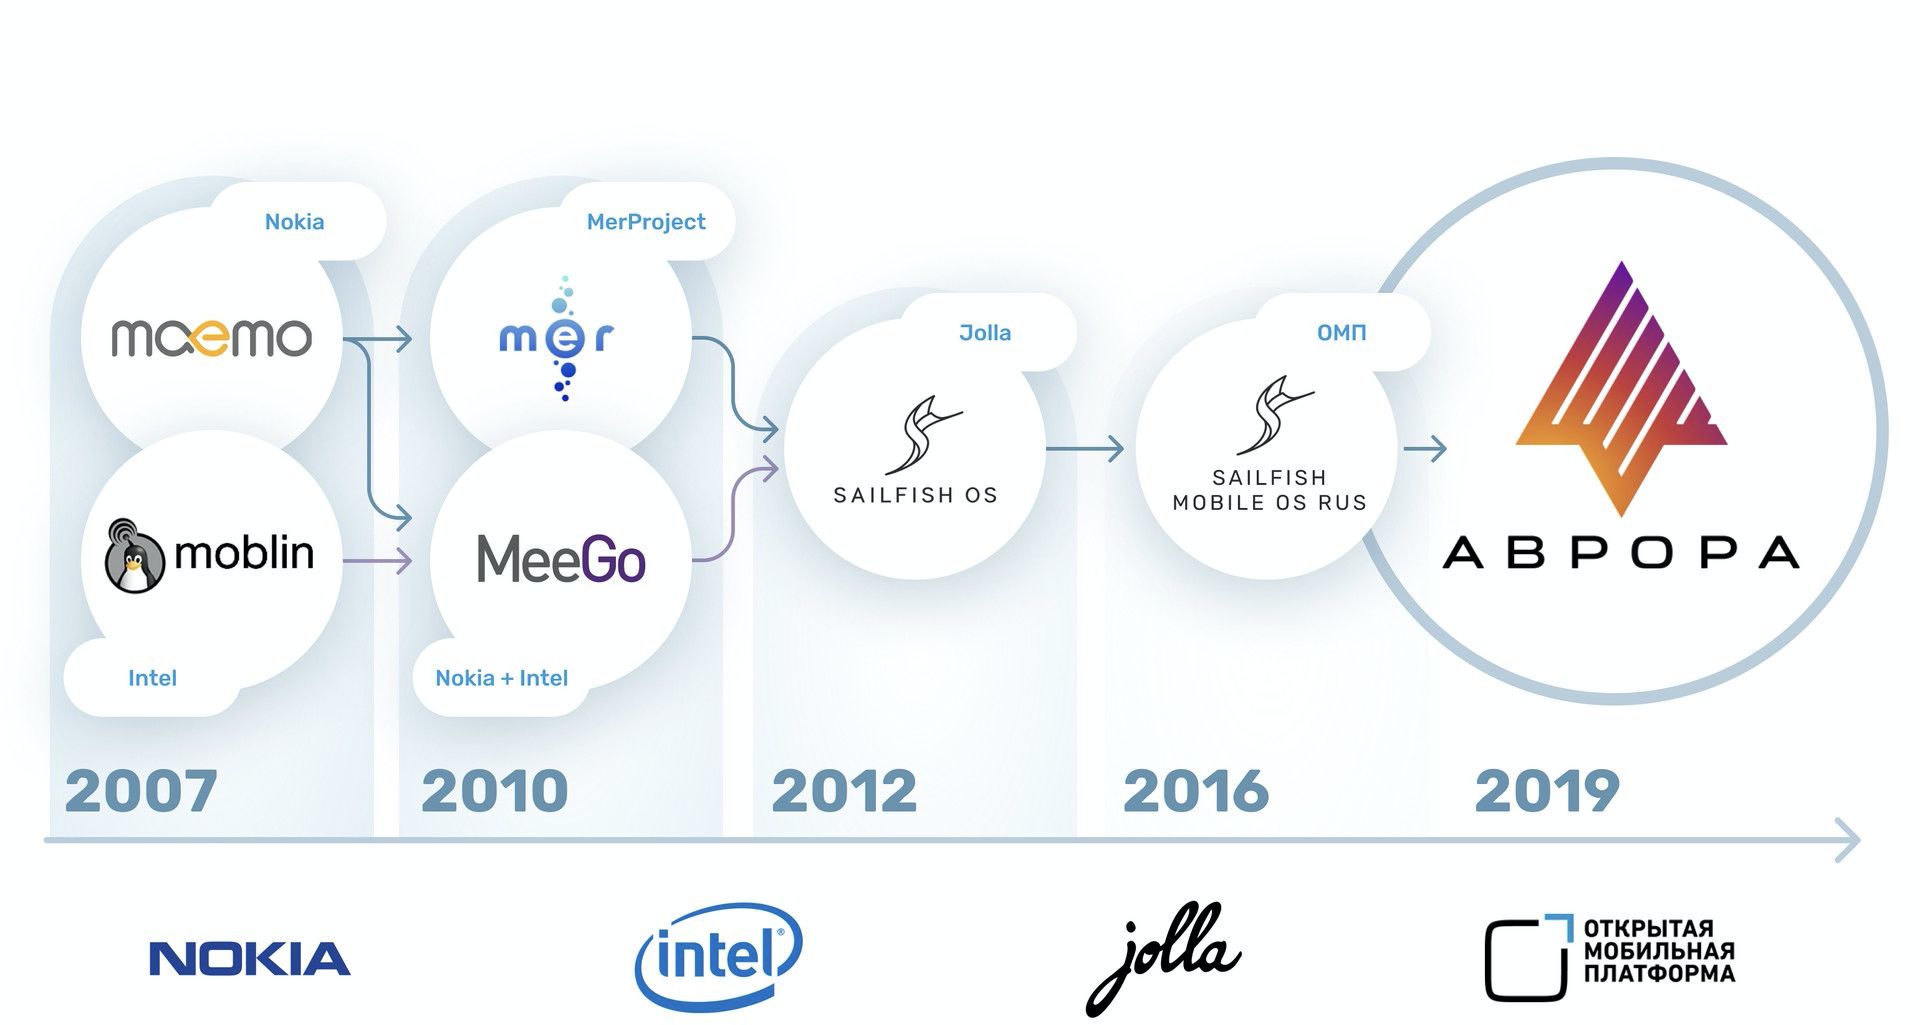 Nokia
maemo
moblin
Intel
MerProject
mer
MeeGo
Nokia + Intel
Jolla
SAILFISH OS
ОМП
SAILFISH
MOBILE OS RUS
АВРОРА
2007
2010
2012
2016
2019
NOKIA
intel®
jolla
ОТКРЫТАЯ
МОБИЛЬНАЯ
ПЛАТФОРМА